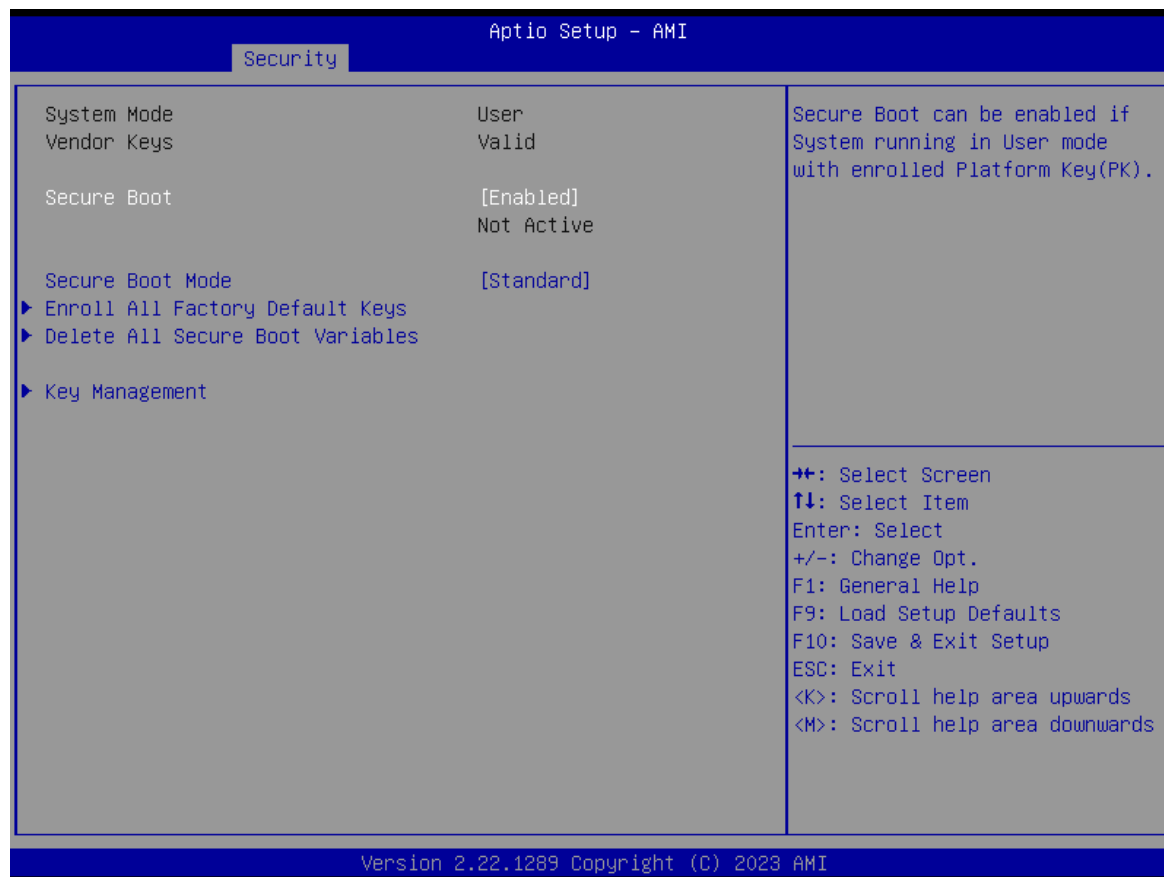 Aptio Setup – AMI
Security
System Mode User
Vendor Keys Valid
Secure Boot [Enabled]
Not Active
Secure Boot Mode [Standard]
Enroll All Factory Default Keys
Delete All Secure Boot Variables
Key Management
Secure Boot can be enabled if
System running in User mode
with enrolled Platform Key(PK).
→←: Select Screen
↑↓: Select Item
Enter: Select
+/-: Change Opt.
F1: General Help
F9: Load Setup Defaults
F10: Save & Exit Setup
ESC: Exit
<K>: Scroll help area upwards
<M>: Scroll help area downwards
Version 2.22.1289 Copyright (C) 2023 AMI